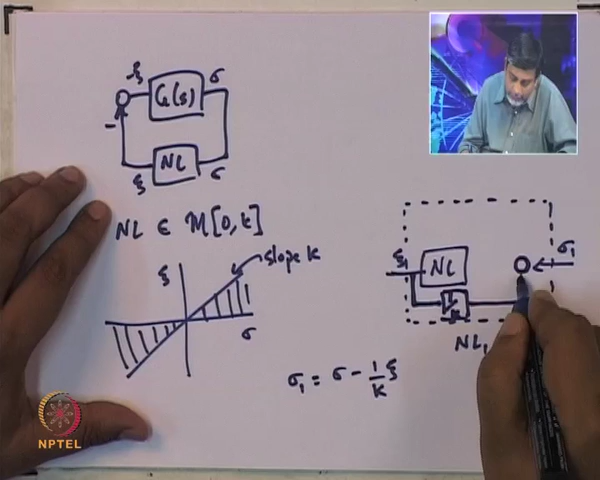 ξ
σ
G(s)
-
NL
ξ
σ
NL ∈ M[0,k]
ξ
slope k
σ
ξ₁
NL
σ₁
1/k
NL₁
σ₁ = σ - 1/k ξ
NPTEL